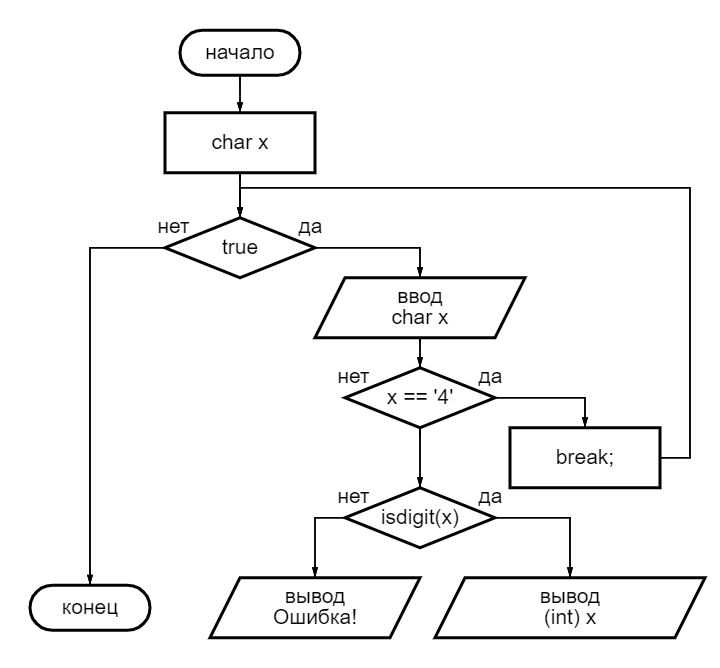 начало
char x
нет
да
true
ввод
char x
нет
да
x == '4'
break;
нет
да
isdigit(x)
конец
вывод
Ошибка!
вывод
(int) x